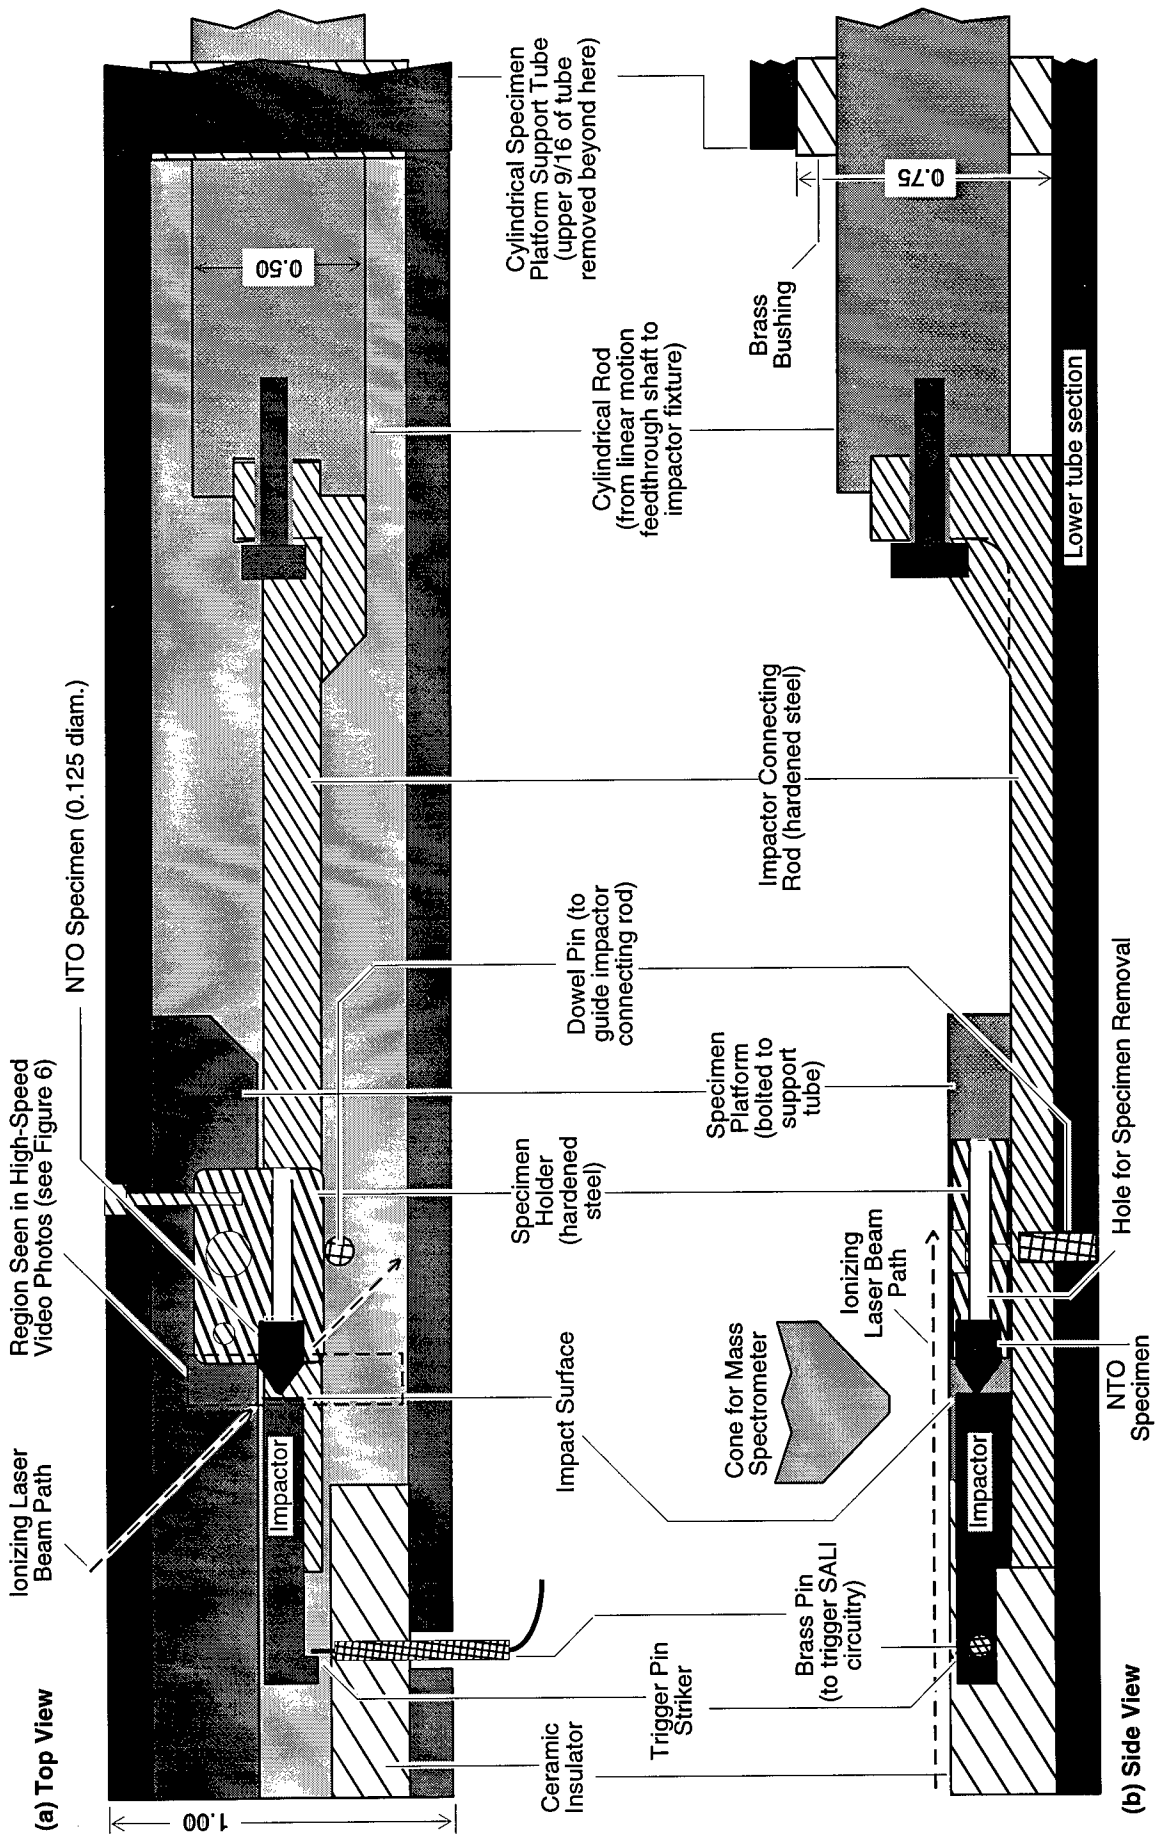 (a) Top View
Ionizing Laser
Beam Path
Region Seen in High-Speed
Video Photos (see Figure 6)
NTO Specimen (0.125 diam.)
1.00
Impactor
0.50
Ceramic
Insulator
Trigger Pin
Striker
Impact Surface
Specimen
Holder
(hardened
steel)
Dowel Pin (to
guide impactor
connecting rod)
Cylindrical Rod
(from linear motion
feedthrough shaft to
impactor fixture)
Cylindrical Specimen
Platform Support Tube
(upper 9/16 of tube
removed beyond here)
Brass Pin
(to trigger SALI
circuitry)
Cone for Mass
Spectrometer
Ionizing
Laser Beam
Path
Specimen
Platform
(bolted to
support
tube)
Impactor Connecting
Rod (hardened steel)
Brass
Bushing
0.75
Impactor
Lower tube section
(b) Side View
NTO
Specimen
Hole for Specimen Removal